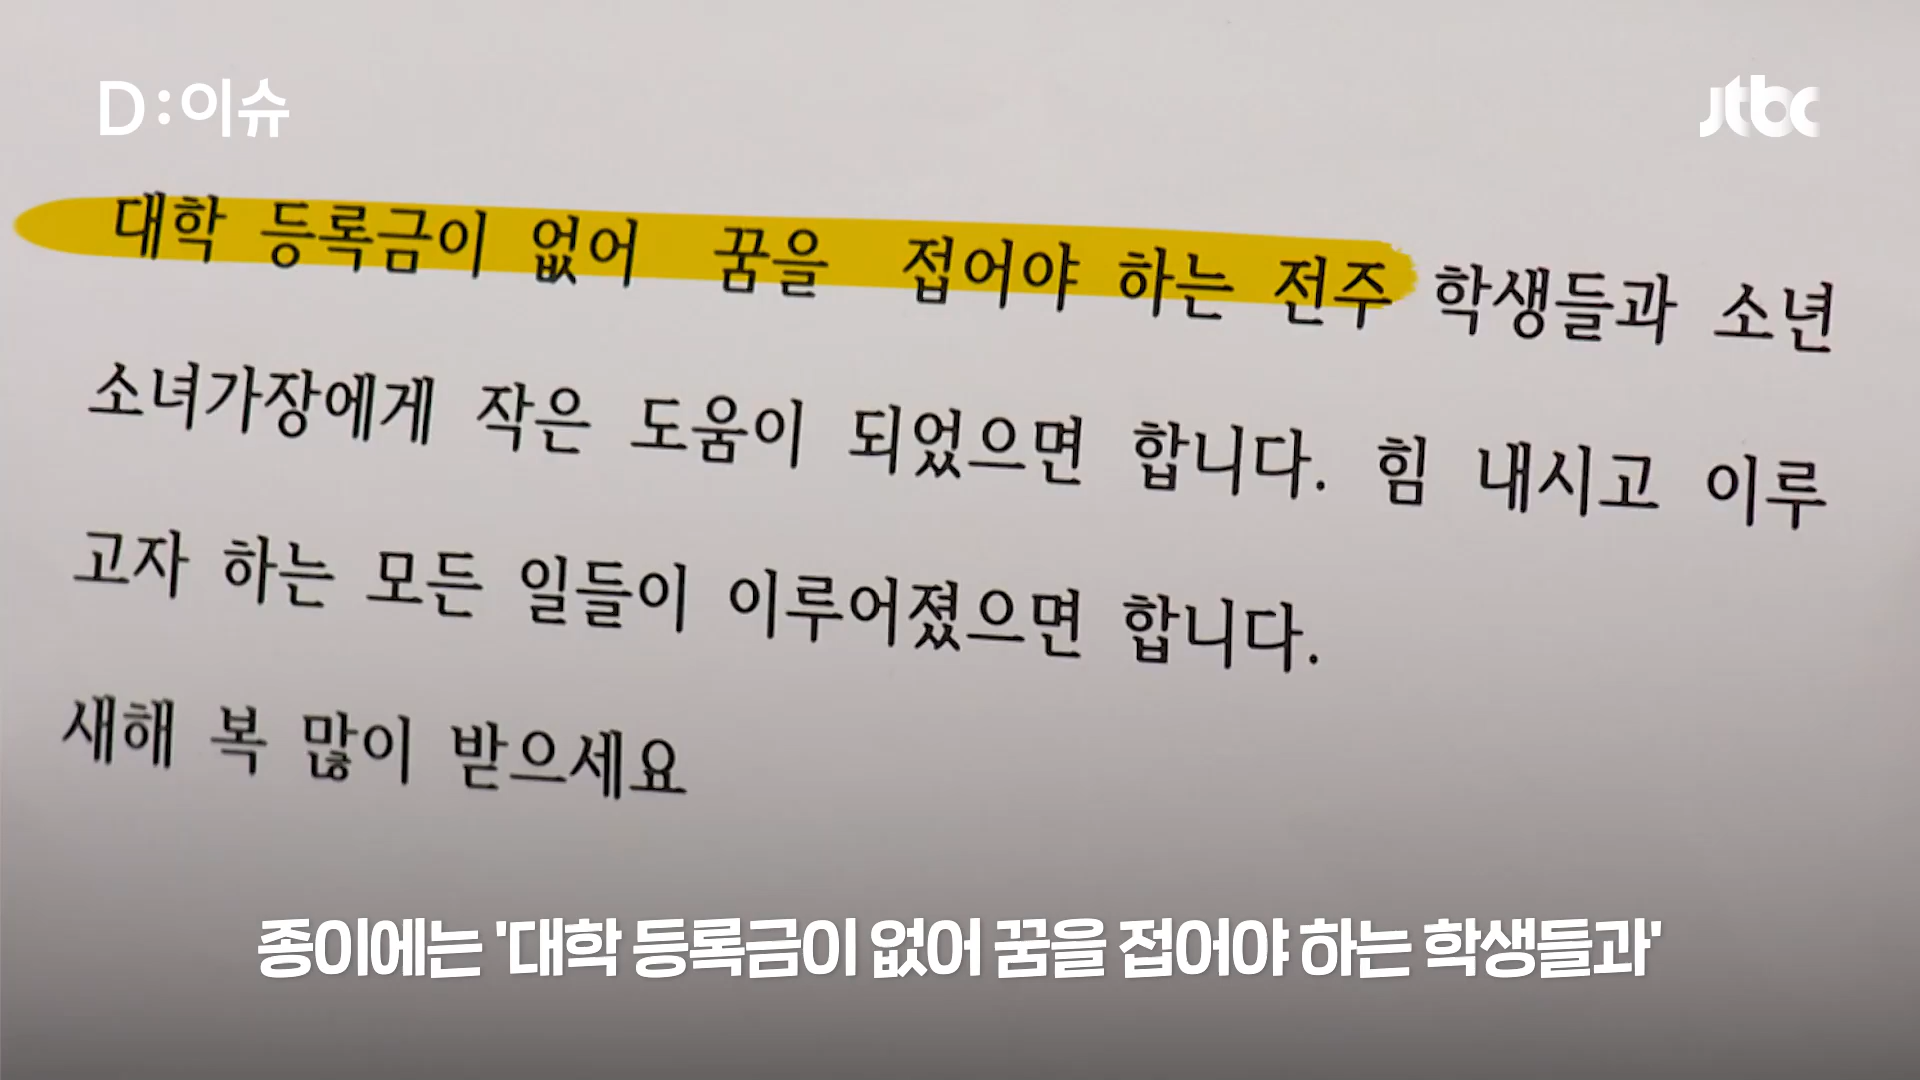 D:이슈
jtbc
대학 등록금이 없어 꿈을 접어야 하는 전주 학생들과 소년
소녀가장에게 작은 도움이 되었으면 합니다. 힘 내시고 이루
고자 하는 모든 일들이 이루어졌으면 합니다.
새해 복 많이 받으세요
종이에는 '대학 등록금이 없어 꿈을 접어야 하는 학생들과'